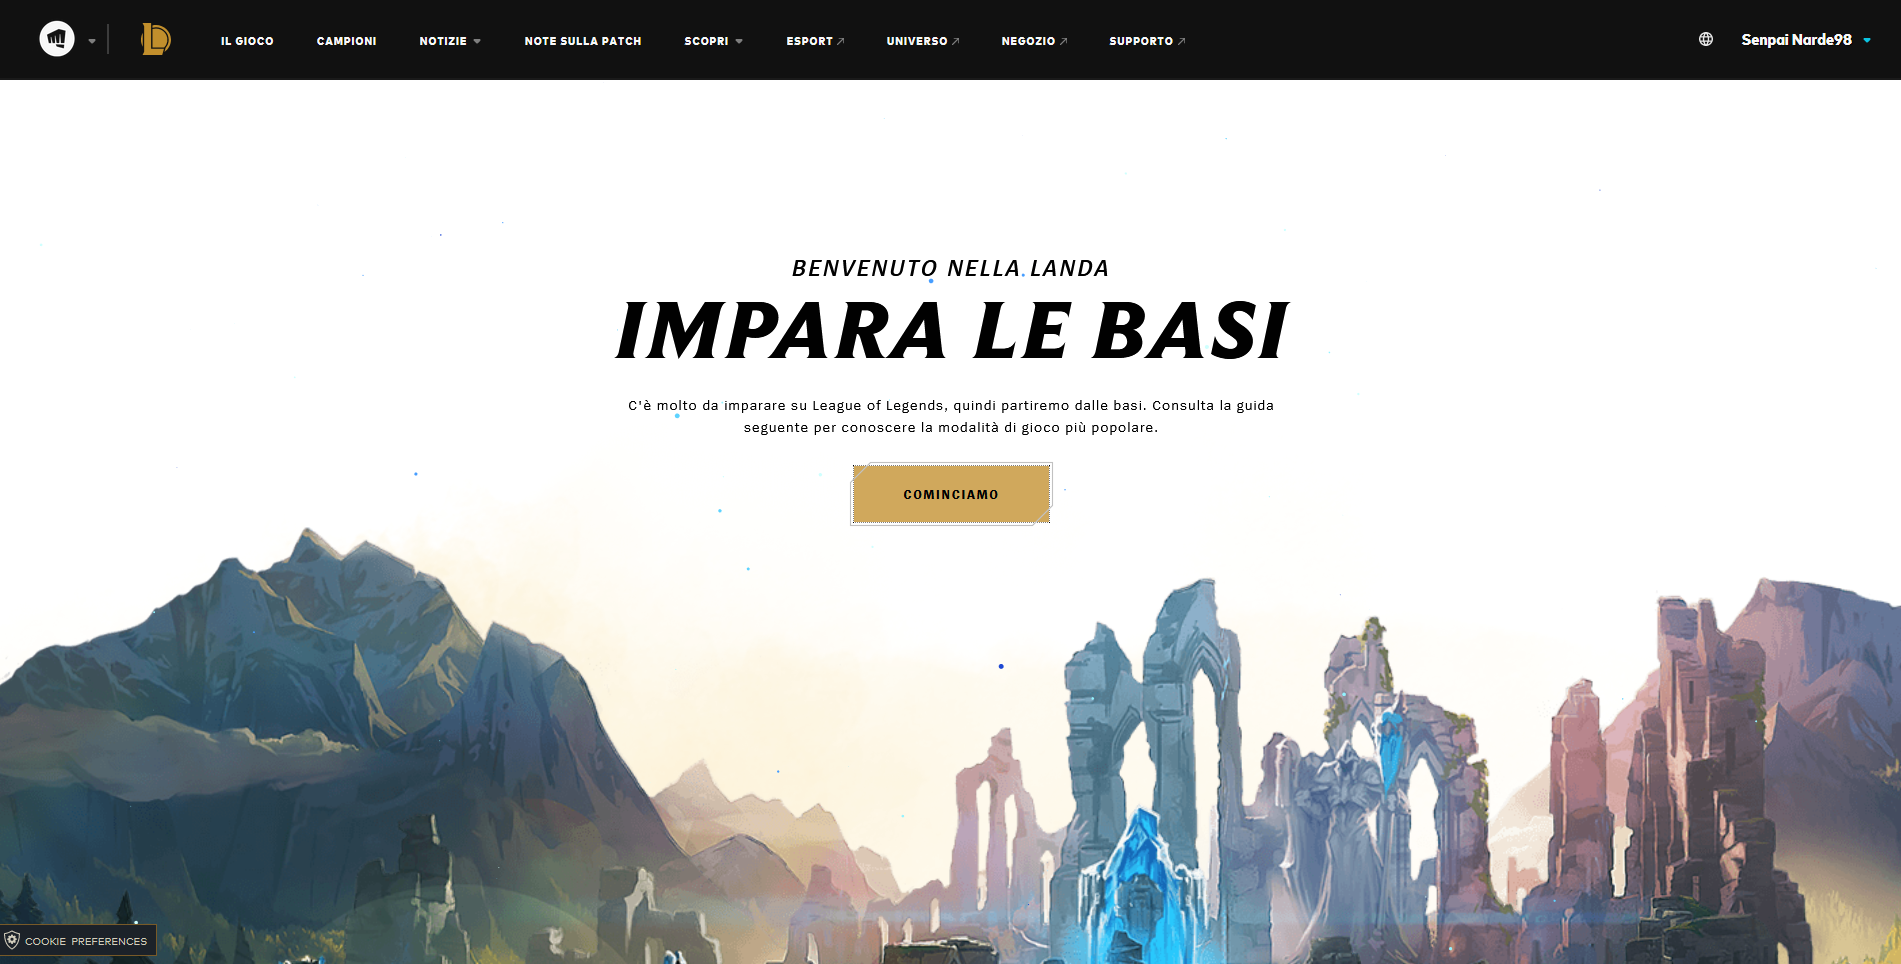 IL GIOCO CAMPIONI NOTIZIE NOTE SULLA PATCH SCOPRI ESPORT UNIVERSO NEGOZIO SUPPORTO Senpai Narde98
BENVENUTO NELLA LANDA
IMPARA LE BASI
C'è molto da imparare su League of Legends, quindi partiremo dalle basi. Consulta la guida
seguente per conoscere la modalità di gioco più popolare.
COMINCIAMO
COOKIE PREFERENCES